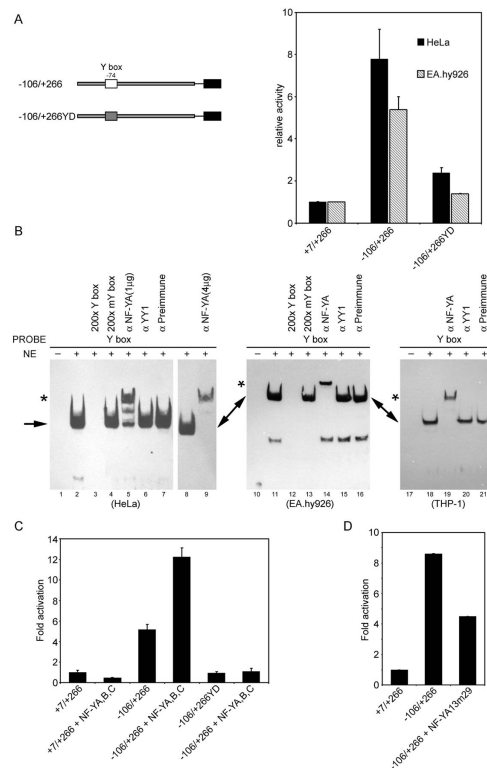 A
Y box
-74
-106/+266
-106/+266YD
relative activity
10
8
6
4
2
0
HeLa
EA.hy926
+7/+266
-106/+266
-106/+266YD
B
200x Y box
200x mY box
α NF-YA(1µg)
α YY1
α Preimmune
α NF-YA(4µg)
200x Y box
200x mY box
α NF-YA
α YY1
α Preimmune
α NF-YA
α YY1
α Preimmune
PROBE
Y box
Y box
Y box
NE
− + + + + + + + +
− + + + + + +
− + + + +
*
*
*
1 2 3 4 5 6 7 8 9
10 11 12 13 14 15 16
17 18 19 20 21
(HeLa)
(EA.hy926)
(THP-1)
C
Fold activation
14
12
10
8
6
4
2
0
+7/+266
+7/+266 + NF-YA,B,C
-106/+266
-106/+266 + NF-YA,B,C
-106/+266YD
-106/+266 + NF-YA,B,C
D
Fold activation
10
8
6
4
2
0
+7/+266
-106/+266
-106/+266 + NF-YA13m29